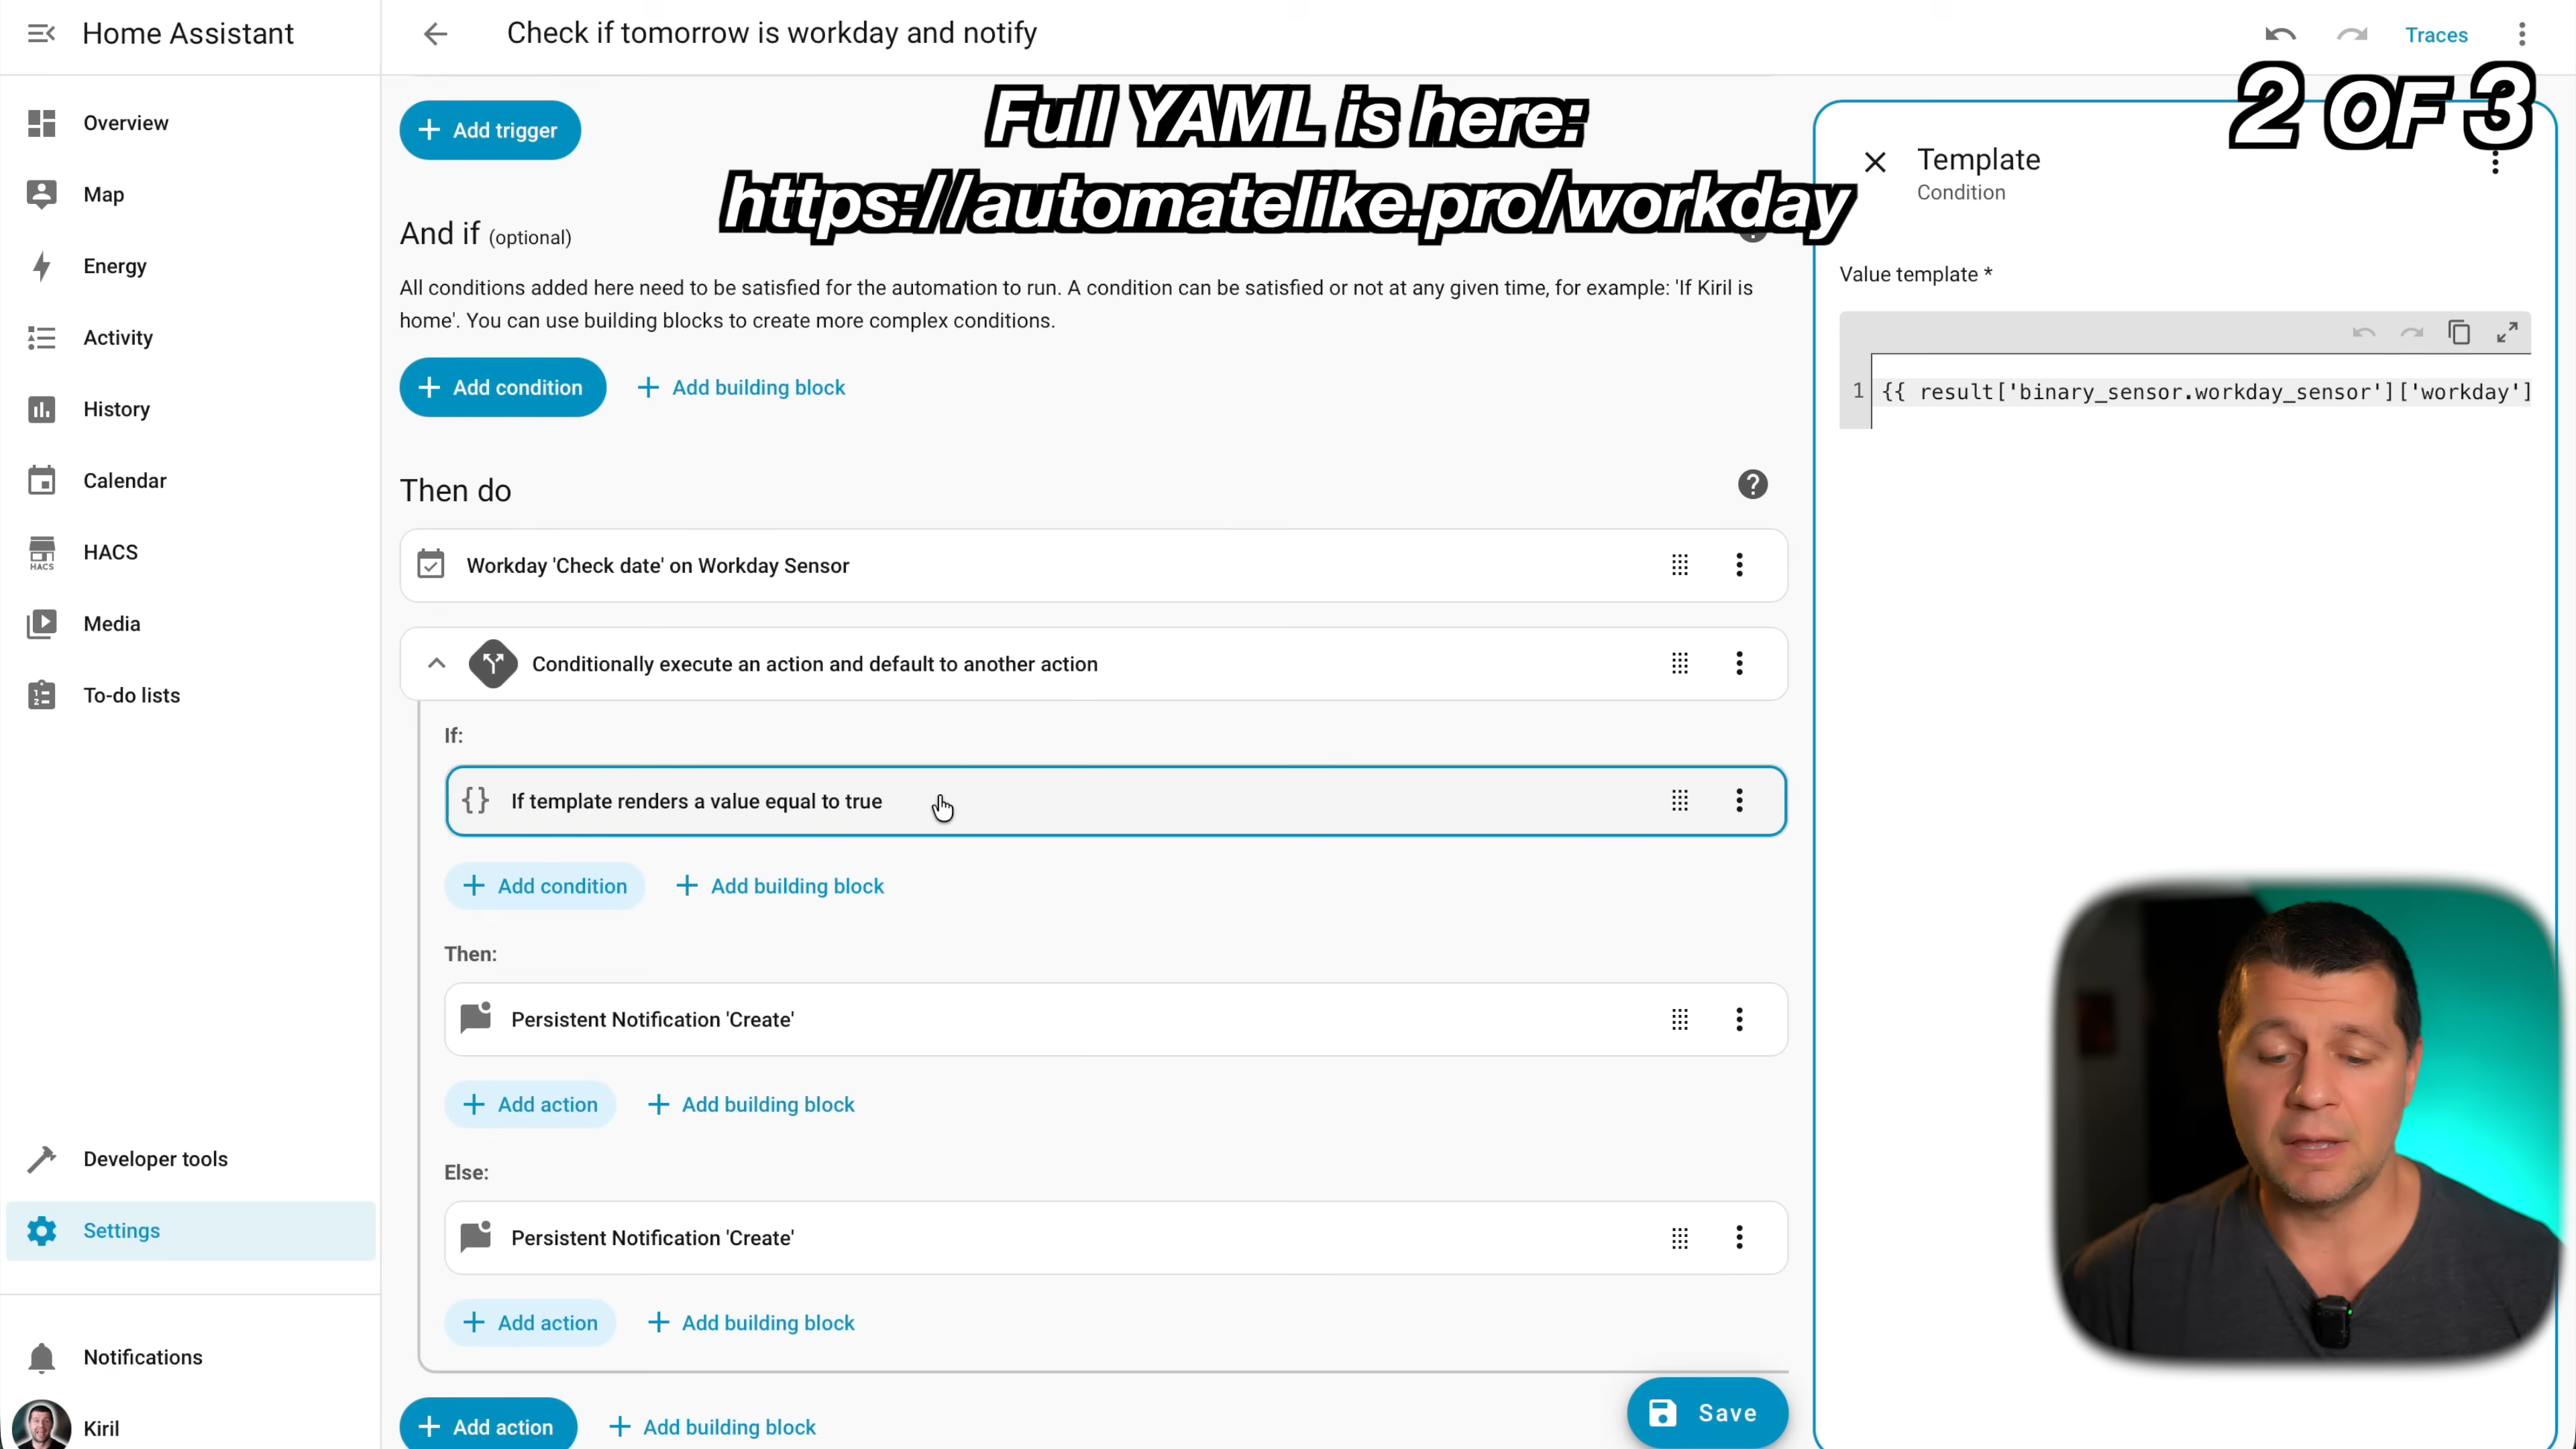 Home Assistant
Check if tomorrow is workday and notify
Traces
2 OF 3
Full YAML is here:
https://automatelike.pro/workday
Overview
Map
Energy
Activity
History
Calendar
HACS
HACS
Media
To-do lists
Developer tools
Settings
Notifications
Kiril
Add trigger
And if (optional)
All conditions added here need to be satisfied for the automation to run. A condition can be satisfied or not at any given time, for example: 'If Kiril is
home'. You can use building blocks to create more complex conditions.
Add condition
Add building block
Then do
Workday 'Check date' on Workday Sensor
Conditionally execute an action and default to another action
If:
If template renders a value equal to true
Add condition
Add building block
Then:
Persistent Notification 'Create'
Add action
Add building block
Else:
Persistent Notification 'Create'
Add action
Add building block
Add action
Add building block
Save
Template
Condition
Value template *
1 {{ result['binary_sensor.workday_sensor']['workday']